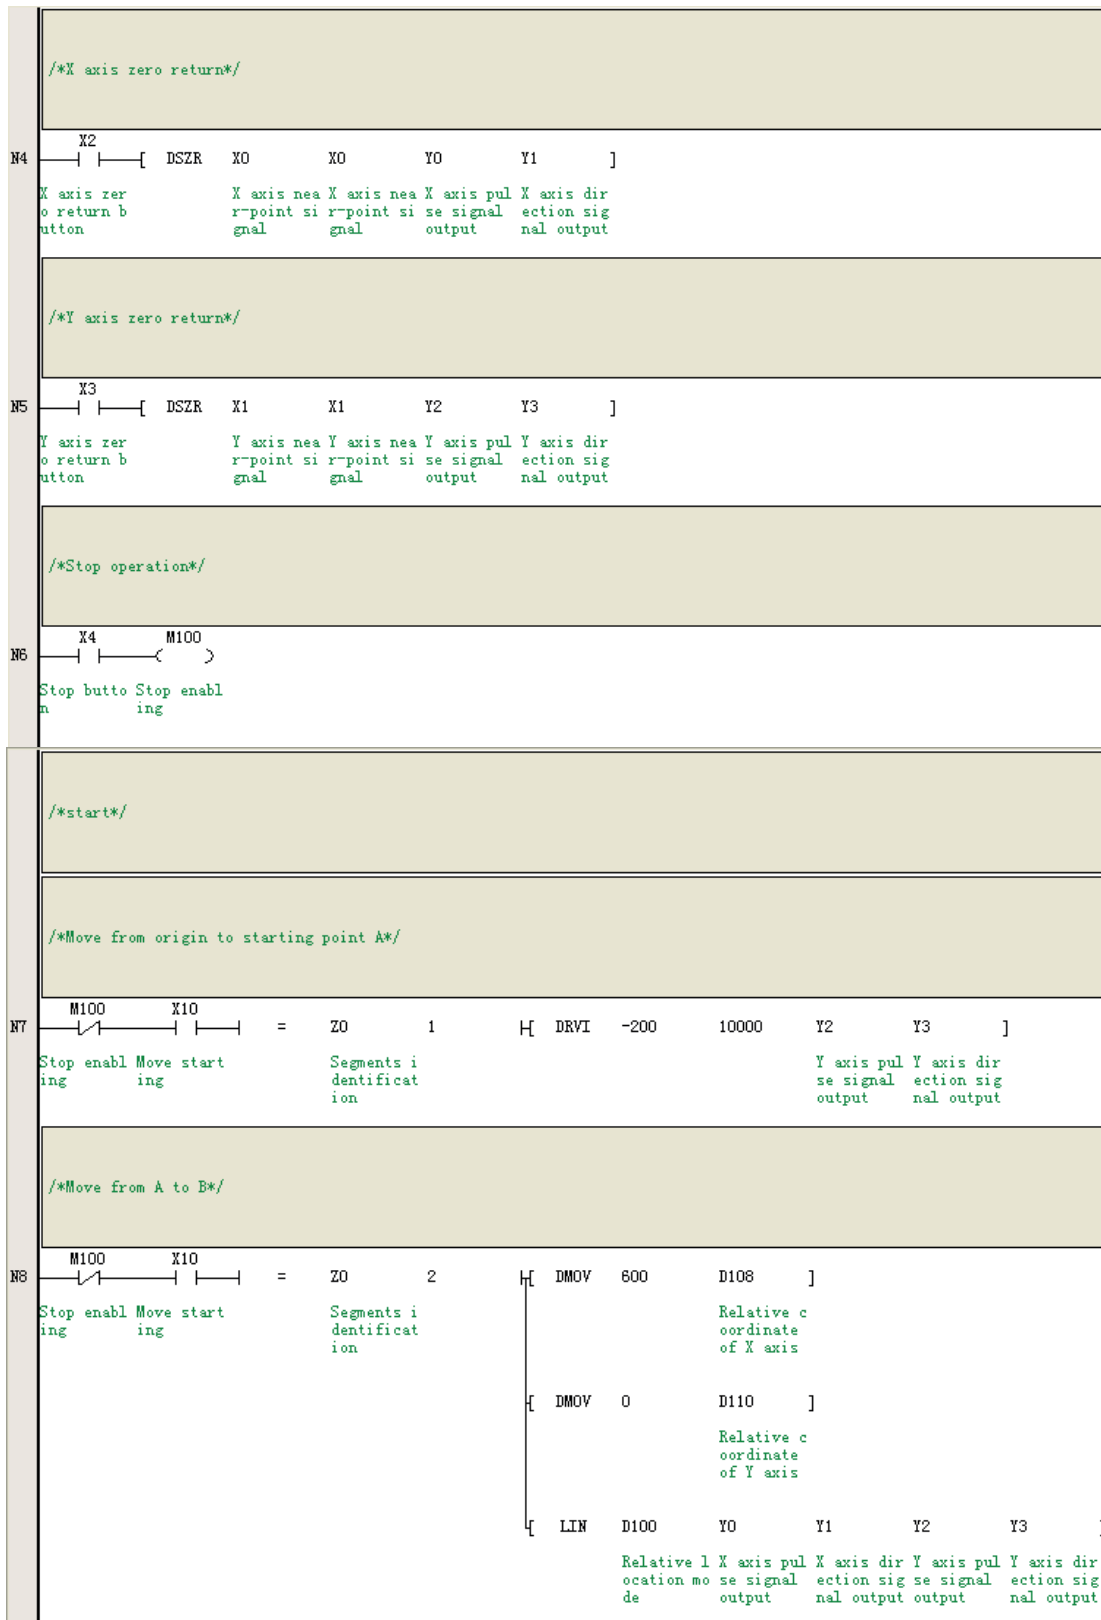 /*X axis zero return*/
X2
N4 [ DSZR X0 X0 Y0 Y1 ]
X axis zer X axis nea X axis nea X axis pul X axis dir
o return b r-point si r-point si se signal ection sig
utton gnal gnal output nal output
/*Y axis zero return*/
X3
N5 [ DSZR X1 X1 Y2 Y3 ]
Y axis zer Y axis nea Y axis nea Y axis pul Y axis dir
o return b r-point si r-point si se signal ection sig
utton gnal gnal output nal output
/*Stop operation*/
X4 M100
N6 ( )
Stop butto Stop enabl
n ing
/*start*/
/*Move from origin to starting point A*/
M100 X10
N7 = Z0 1 [ DRVI -200 10000 Y2 Y3 ]
Stop enabl Move start Segments i Y axis pul Y axis dir
ing ing dentificat se signal ection sig
ion output nal output
/*Move from A to B*/
M100 X10
N8 = Z0 2 [ DMOV 600 D108 ]
Stop enabl Move start Segments i Relative c
ing ing dentificat oordinate
ion of X axis
[ DMOV 0 D110 ]
Relative c
oordinate
of Y axis
[ LIN D100 Y0 Y1 Y2 Y3 ]
Relative l X axis pul X axis dir Y axis pul Y axis dir
ocation mo se signal ection sig se signal ection sig
de output nal output output nal output